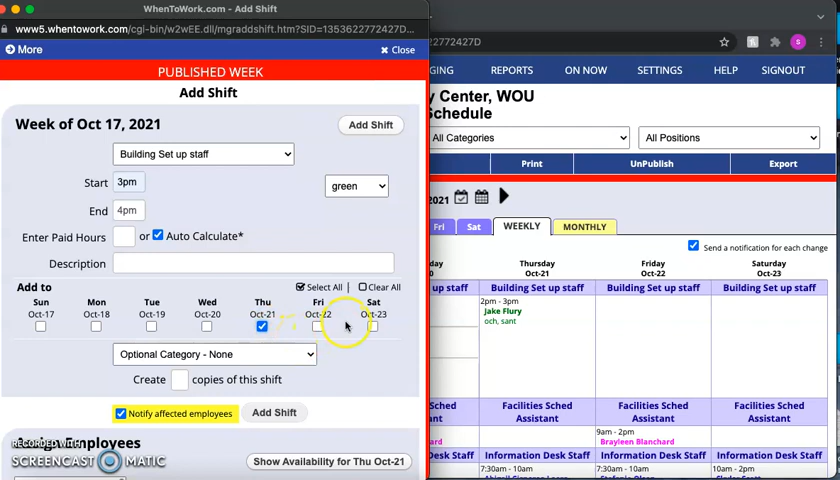 WhenToWork.com - Add Shift
www5.whentowork.com/cgi-bin/w2wEE.dll/mgraddshift.htm?SID=1353622772427D...
More
Close
PUBLISHED WEEK
Add Shift
Week of Oct 17, 2021
Add Shift
Building Set up staff
Start
3pm
green
End
4pm
Enter Paid Hours
or
Auto Calculate*
Description
Add to
Select All |
Clear All
Sun
Mon
Tue
Wed
Thu
Fri
Sat
Oct-17
Oct-18
Oct-19
Oct-20
Oct-21
Oct-22
Oct-23
Optional Category - None
Create
copies of this shift
Notify affected employees
Add Shift
Employees
RECORDED WITH
SCREENCAST MATIC
Show Availability for Thu Oct-21
22772427D
S
GING
REPORTS
ON NOW
SETTINGS
HELP
SIGNOUT
y Center, WOU
Schedule
All Categories
All Positions
Print
UnPublish
Export
2021
Fri
Sat
WEEKLY
MONTHLY
Send a notification for each change
day
Thursday
Friday
Saturday
-20
Oct-21
Oct-22
Oct-23
up staff
Building Set up staff
Building Set up staff
Building Set up staff
2pm - 3pm
Jake Flury
och, sant
Sched
Facilities Sched
Facilities Sched
Facilities Sched
Assistant
Assistant
Assistant
9am - 2pm
hard
Brayleen Blanchard
k Staff
Information Desk Staff
Information Desk Staff
Information Desk Staff
7:30am - 10am
7:30am - 10am
10am - 2pm